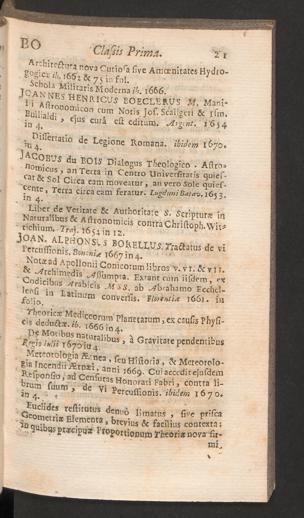 BO Classis Prima. 21
Architectura nova Curiosa sive Amœnitates Hydro-
gogicæ ib. 1662 & 75 in fol.
Schola Militaris Moderna ib. 1666.
JOANNES HENRICUS BOECLERUS M. Mani-
lii Astronomicon cum Notis Jos. Scaligeri & Ism.
Bullialdi, ejus curâ est editum. Argent. 1654
in 4.
Dissertatio de Legione Romana. ibidem 1670.
in 4.
JACOBUS du BOIS Dialogus Theologico-Astro-
nomicus, an Terra in Centro Universitatis quies-
cat & Sol Circa eam moveatur, an vero Sole quies-
cente, Terra circa eam feratur. Lugduni Batav. 1653.
in 4.
Liber de Veritate & Authoritate S. Scripturæ in
Naturalibus & Astronomicis contra Christoph. Wit-
tichium. Traj. 1654 in 12.
JOAN. ALPHONSUS BORELLUS. Tractatus de vi
Percussionis. Bononiæ 1667 in 4.
Notæ ad Apollonii Conicorum libros V. VI. & VII.
& Archimedis Assumpta. Extant cum iisdem, ex
Codicibus Arabicis MSS. ab Abrahamo Ecchel-
lensi in Latinum conversis. Florentiæ 1661. in
folio.
Theoricæ Mediceorum Planetarum, ex causis Physi-
cis deductæ. ib. 1666 in 4.
De Motibus naturalibus, à Gravitate pendentibus
Regio Julii 1670 in 4.
Meteorologia Ætnea, seu Historia, & Meteorolo-
gia Incendii Ætnæi, anni 1669. Cui accedit ejusdem
Responsio, ad Censuras Honorati Fabri, contra li-
brum suum, de Vi Percussionis. ibidem 1670.
in 4.
Euclides restitutus denuò limatus, sive prisca
Geometriæ Elementa, brevius & facilius contexta:
in quibus præcipuè Proportionum Theoriæ nova fir-
mi